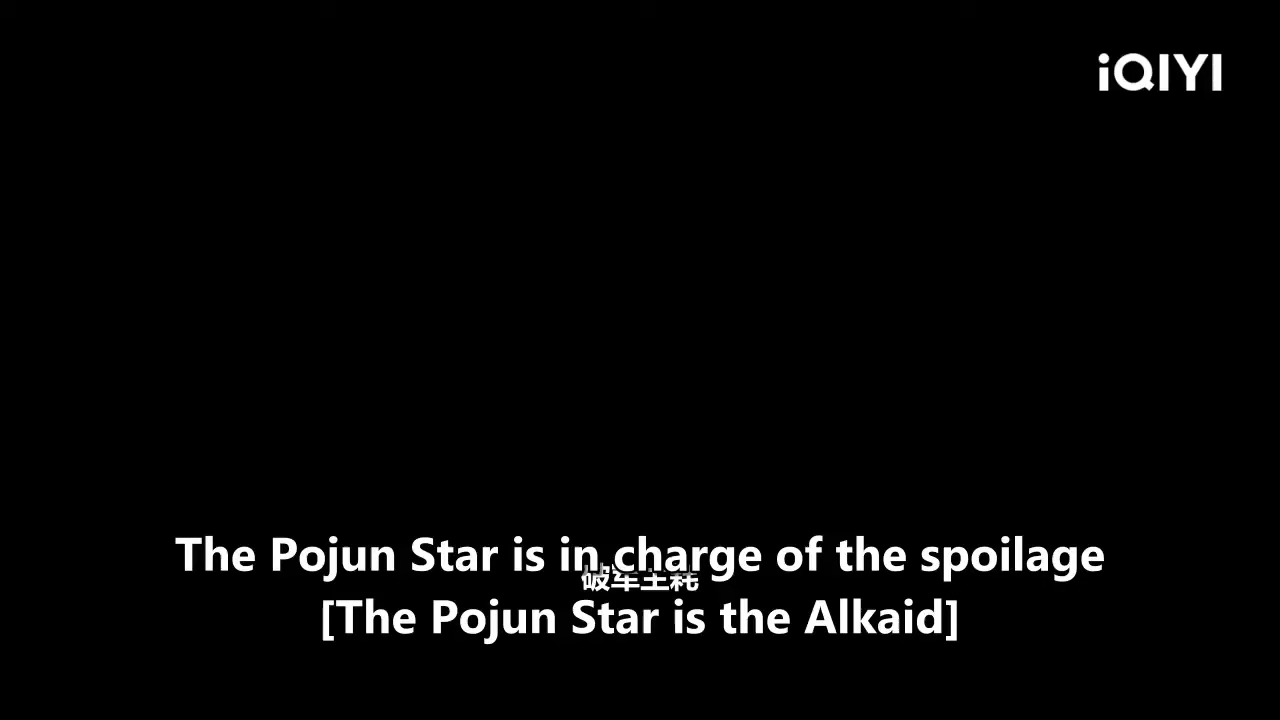 iQIYI
The Pojun Star is in charge of the spoilage
破军主耗
[The Pojun Star is the Alkaid]